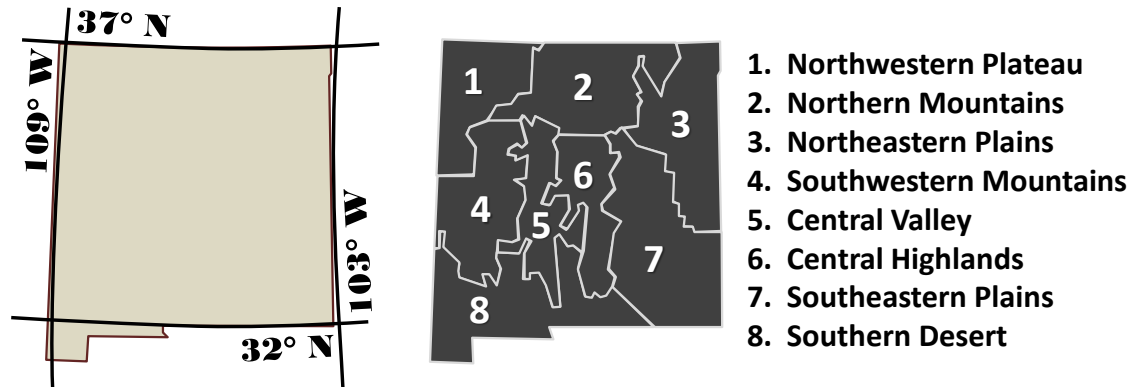 37° N
109° W
103° W
32° N
1
2
3
4
5
6
7
8
1. Northwestern Plateau
2. Northern Mountains
3. Northeastern Plains
4. Southwestern Mountains
5. Central Valley
6. Central Highlands
7. Southeastern Plains
8. Southern Desert